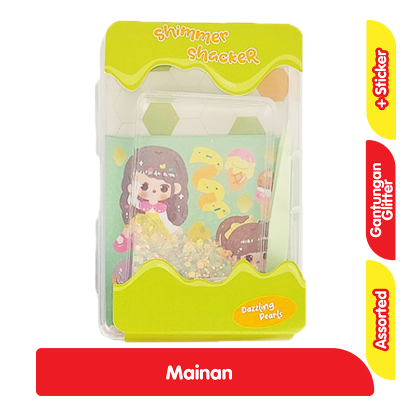 Shimmer
ShackeR
+ Sticker
Gantungan
Glitter
Assorted
Dazzling
Pearls
Mainan